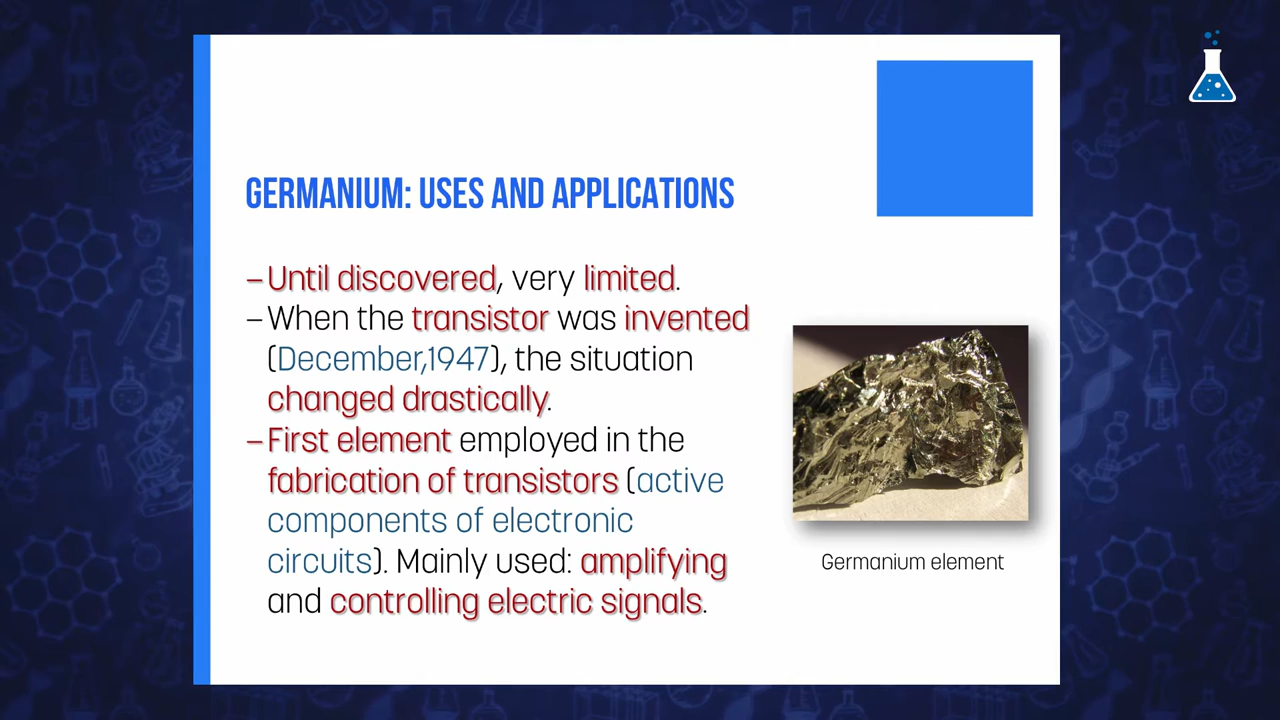 GERMANIUM: USES AND APPLICATIONS
–Until discovered, very limited.
–When the transistor was invented
(December,1947), the situation
changed drastically.
–First element employed in the
fabrication of transistors (active
components of electronic
circuits). Mainly used: amplifying
and controlling electric signals.
Germanium element